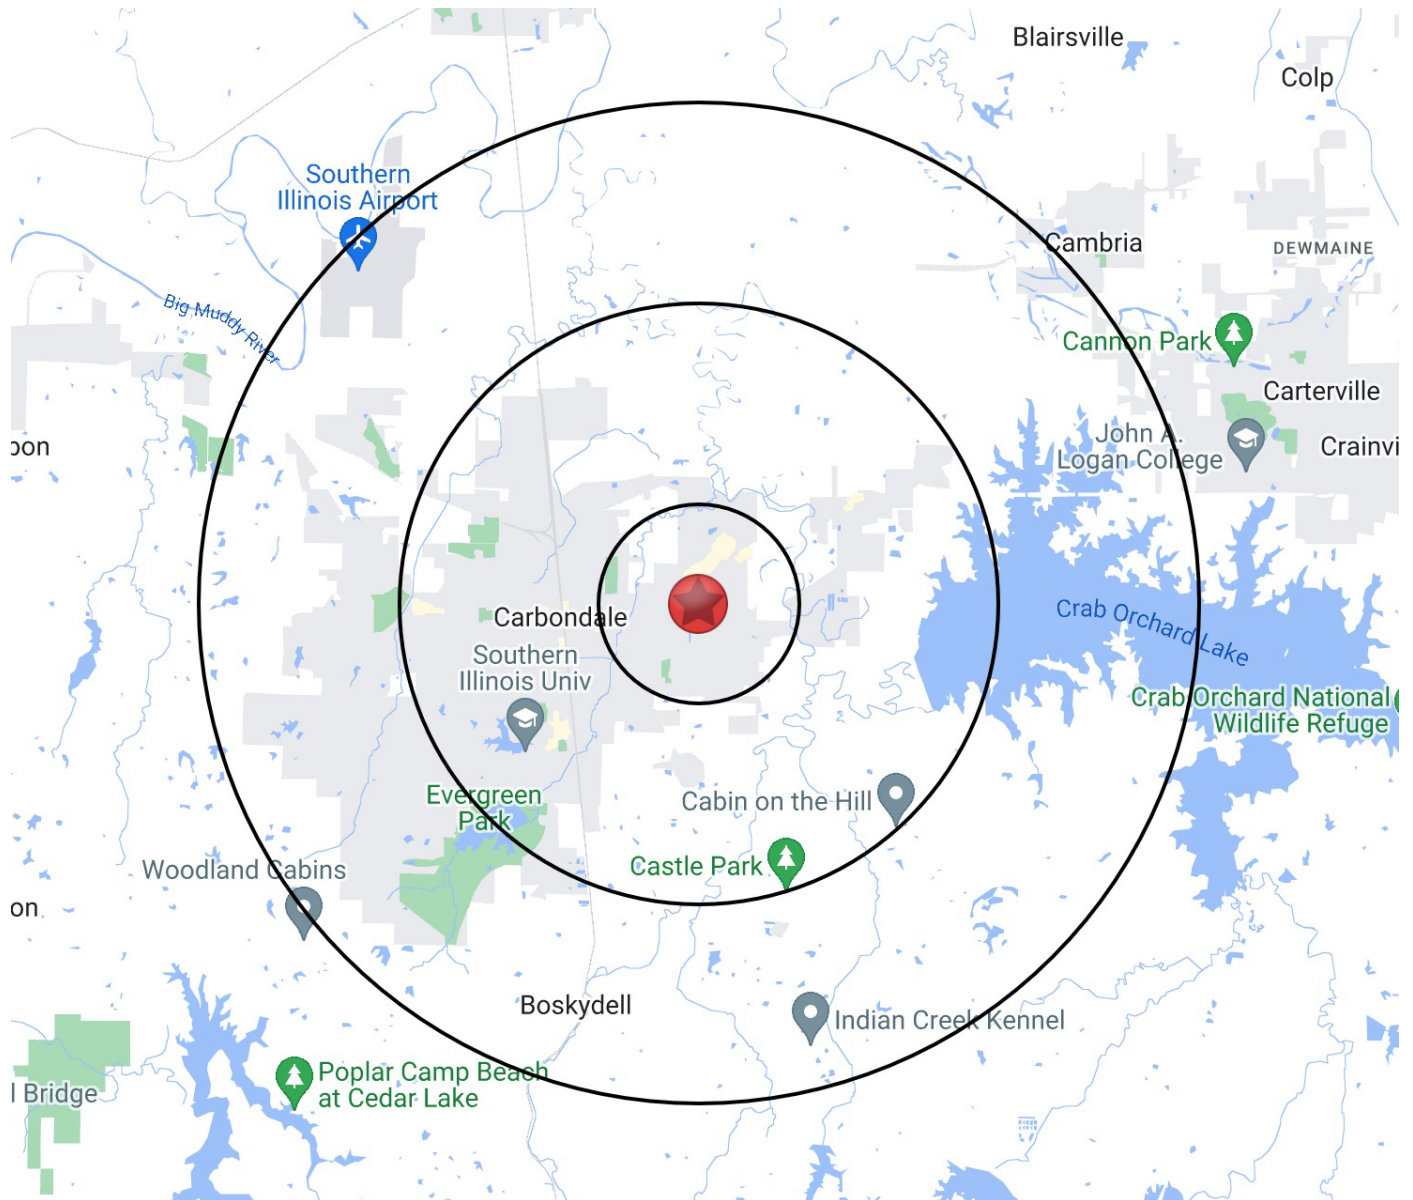 Blairsville
Colp
Southern
Illinois Airport
Cambria
DEWMAINE
Big Muddy River
Cannon Park
Carterville
John A.
Logan College
Crainvi
oon
Crab Orchard Lake
Carbondale
Southern
Illinois Univ
Crab Orchard National
Wildlife Refuge
Evergreen
Park
Cabin on the Hill
Castle Park
Woodland Cabins
on
Boskydell
Indian Creek Kennel
Poplar Camp Beach
at Cedar Lake
l Bridge